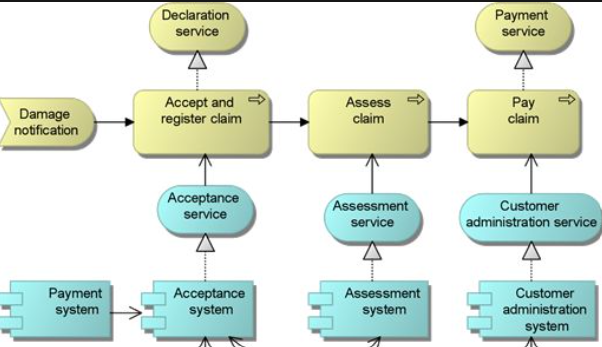 Declaration
service
Payment
service
Damage
notification
Accept and
register claim
Assess
claim
Pay
claim
Acceptance
service
Assessment
service
Customer
administration service
Payment
system
Acceptance
system
Assessment
system
Customer
administration
system